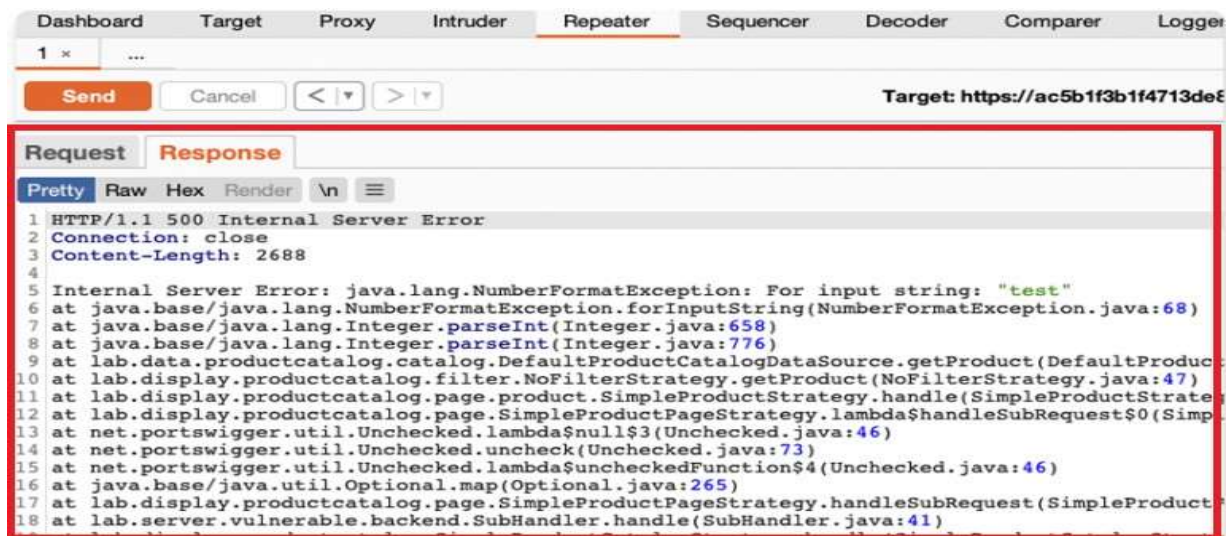 Dashboard Target Proxy Intruder Repeater Sequencer Decoder Comparer Logger
1 × ...
Send Cancel < | ▼ > | ▼ Target: https://ac5b1f3b1f4713de8
Request Response
Pretty Raw Hex Render \n ≡
1 HTTP/1.1 500 Internal Server Error
2 Connection: close
3 Content-Length: 2688
4
5 Internal Server Error: java.lang.NumberFormatException: For input string: "test"
6 at java.base/java.lang.NumberFormatException.forInputString(NumberFormatException.java:68)
7 at java.base/java.lang.Integer.parseInt(Integer.java:658)
8 at java.base/java.lang.Integer.parseInt(Integer.java:776)
9 at lab.data.productcatalog.catalog.DefaultProductCatalogDataSource.getProduct(DefaultProduct
10 at lab.display.productcatalog.filter.NoFilterStrategy.getProduct(NoFilterStrategy.java:47)
11 at lab.display.productcatalog.page.product.SimpleProductStrategy.handle(SimpleProductStrateg
12 at lab.display.productcatalog.page.SimpleProductPageStrategy.lambda$handleSubRequest$0(Simpl
13 at net.portswigger.util.Unchecked.lambda$null$3(Unchecked.java:46)
14 at net.portswigger.util.Unchecked.uncheck(Unchecked.java:73)
15 at net.portswigger.util.Unchecked.lambda$uncheckedFunction$4(Unchecked.java:46)
16 at java.base/java.util.Optional.map(Optional.java:265)
17 at lab.display.productcatalog.page.SimpleProductPageStrategy.handleSubRequest(SimpleProductP
18 at lab.server.vulnerable.backend.SubHandler.handle(SubHandler.java:41)